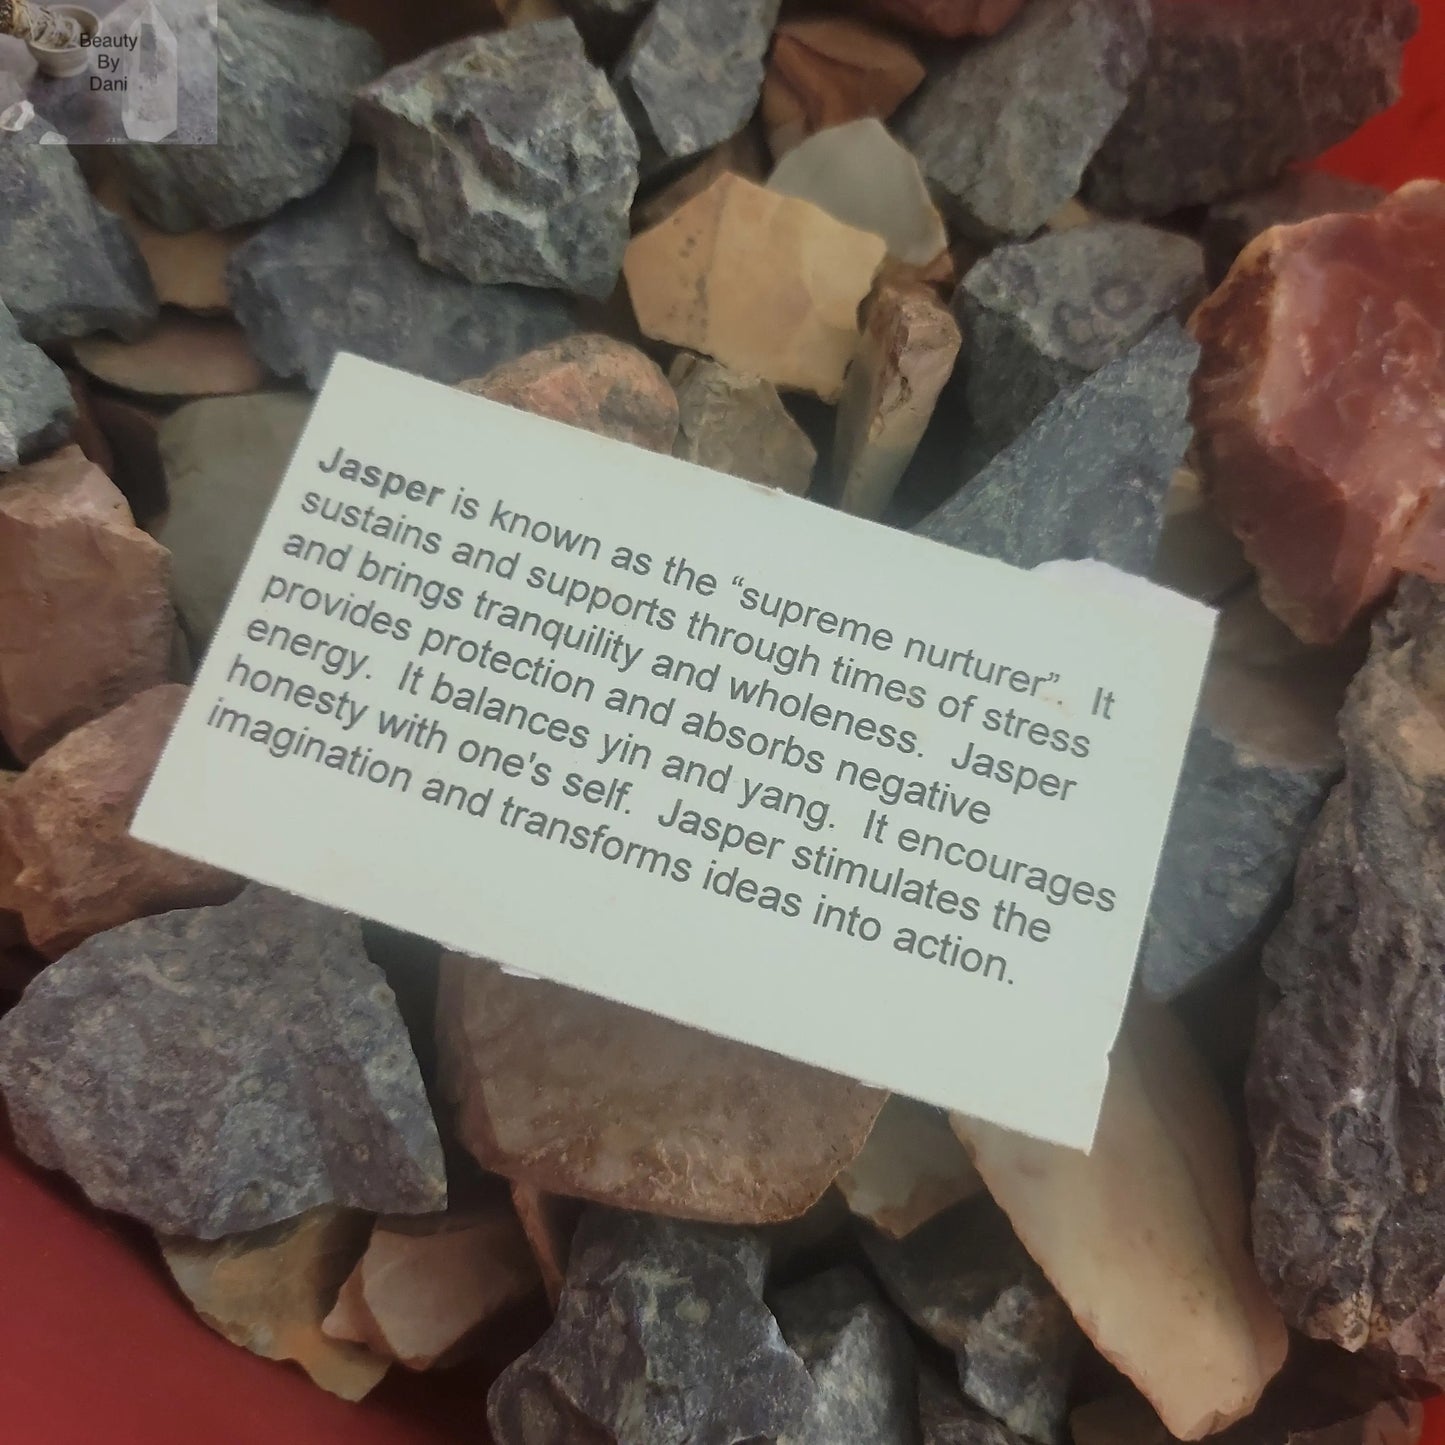 Beauty
By
Dani
Jasper is known as the “supreme nurturer”.  It
sustains and supports through times of stress
and brings tranquility and wholeness.  Jasper
provides protection and absorbs negative
energy.  It balances yin and yang.  It encourages
honesty with one's self.  Jasper stimulates the
imagination and transforms ideas into action.